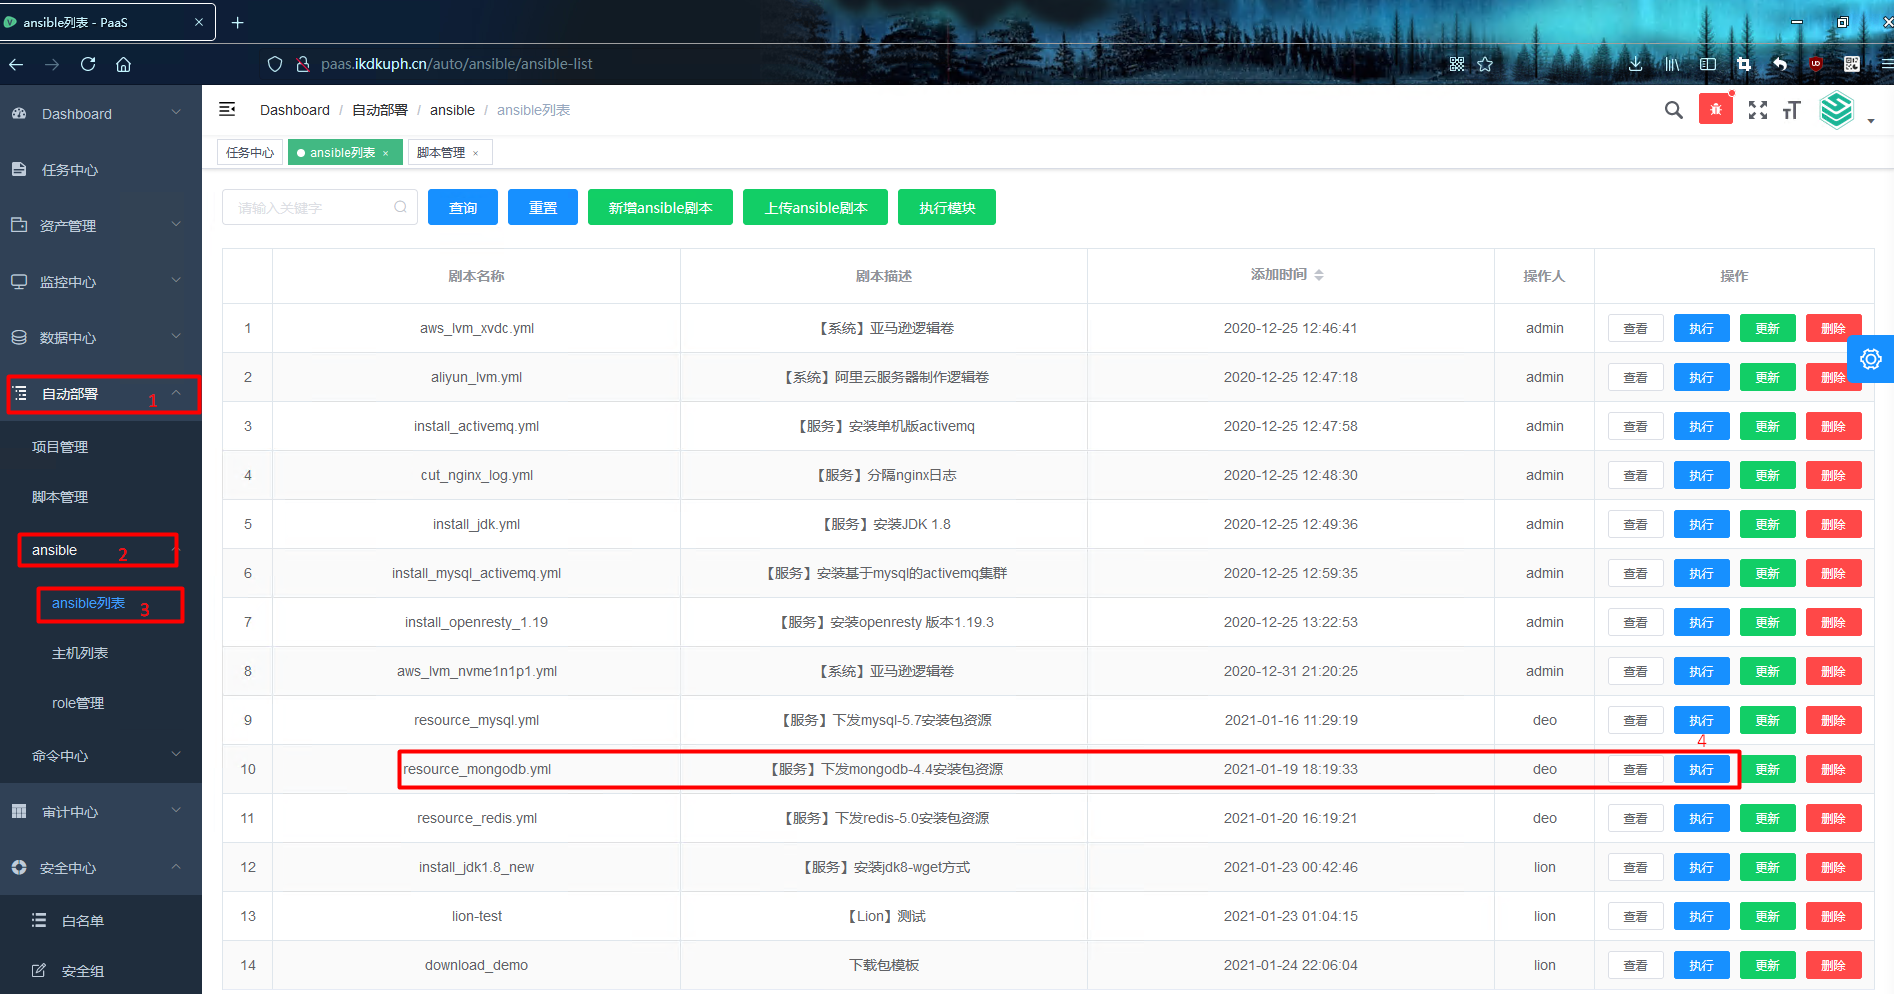 ansible列表 - PaaS
paas.ikdkuph.cn/auto/ansible/ansible-list
Dashboard
任务中心
资产管理
监控中心
数据中心
自动部署 1
项目管理
脚本管理
ansible 2
ansible列表 3
主机列表
role管理
命令中心
审计中心
安全中心
白名单
安全组
Dashboard / 自动部署 / ansible / ansible列表
任务中心 ansible列表 × 脚本管理 ×
请输入关键字 查询 重置 新增ansible剧本 上传ansible剧本 执行模块
剧本名称 剧本描述 添加时间 操作人 操作
1 aws_lvm_xvdc.yml 【系统】亚马逊逻辑卷 2020-12-25 12:46:41 admin 查看 执行 更新 删除
2 aliyun_lvm.yml 【系统】阿里云服务器制作逻辑卷 2020-12-25 12:47:18 admin 查看 执行 更新 删除
3 install_activemq.yml 【服务】安装单机版activemq 2020-12-25 12:47:58 admin 查看 执行 更新 删除
4 cut_nginx_log.yml 【服务】分隔nginx日志 2020-12-25 12:48:30 admin 查看 执行 更新 删除
5 install_jdk.yml 【服务】安装JDK 1.8 2020-12-25 12:49:36 admin 查看 执行 更新 删除
6 install_mysql_activemq.yml 【服务】安装基于mysql的activemq集群 2020-12-25 12:59:35 admin 查看 执行 更新 删除
7 install_openresty_1.19 【服务】安装openresty 版本1.19.3 2020-12-25 13:22:53 admin 查看 执行 更新 删除
8 aws_lvm_nvme1n1p1.yml 【系统】亚马逊逻辑卷 2020-12-31 21:20:25 admin 查看 执行 更新 删除
9 resource_mysql.yml 【服务】下发mysql-5.7安装包资源 2021-01-16 11:29:19 deo 查看 执行 更新 删除
4
10 resource_mongodb.yml 【服务】下发mongodb-4.4安装包资源 2021-01-19 18:19:33 deo 查看 执行 更新 删除
11 resource_redis.yml 【服务】下发redis-5.0安装包资源 2021-01-20 16:19:21 deo 查看 执行 更新 删除
12 install_jdk1.8_new 【服务】安装jdk8-wget方式 2021-01-23 00:42:46 lion 查看 执行 更新 删除
13 lion-test 【Lion】测试 2021-01-23 01:04:15 lion 查看 执行 更新 删除
14 download_demo 下载包模板 2021-01-24 22:06:04 lion 查看 执行 更新 删除